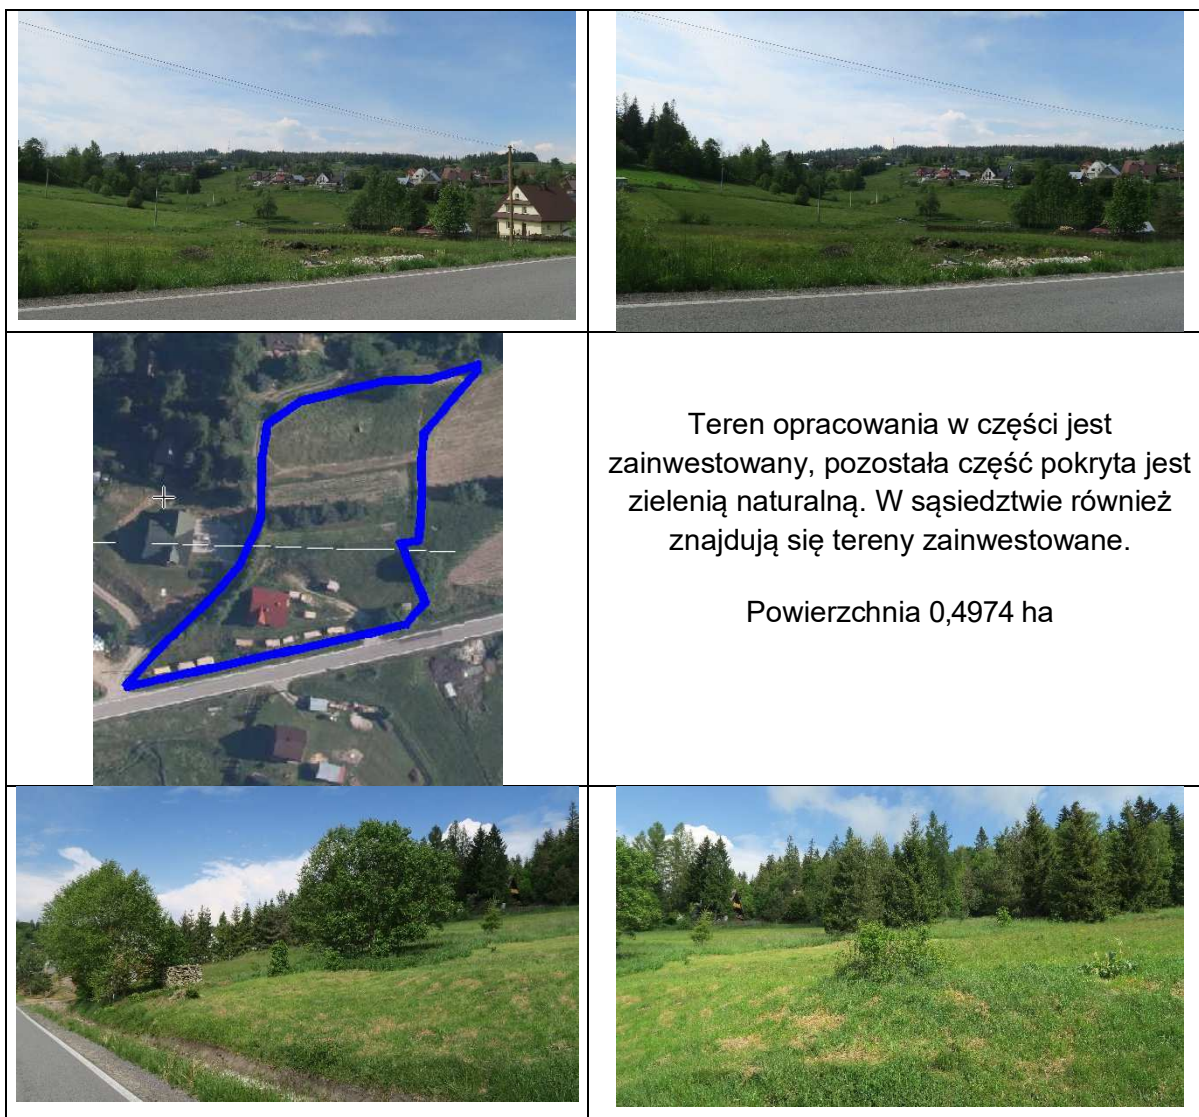 Teren opracowania w części jest
zainwestowany, pozostała część pokryta jest
zielenią naturalną. W sąsiedztwie również
znajdują się tereny zainwestowane.
Powierzchnia 0,4974 ha